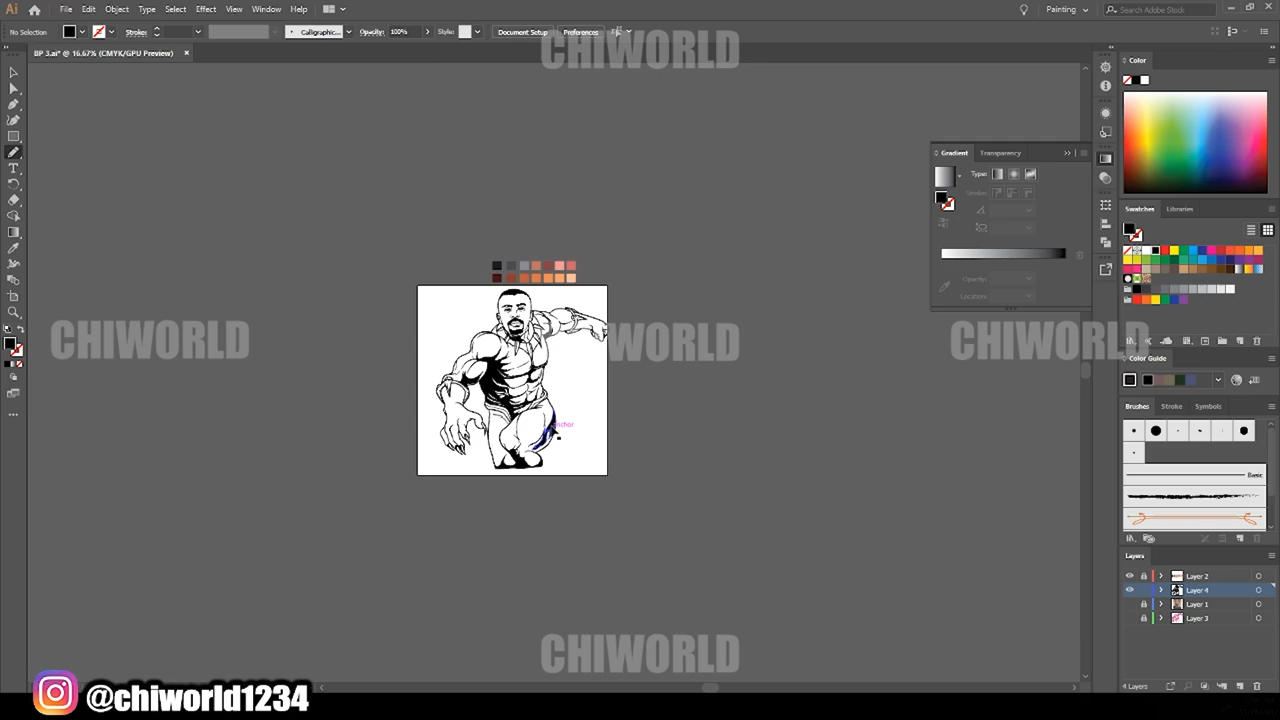 Ai File Edit Object Type Select Effect View Window Help Painting Search Adobe Stock
No Selection Stroke: Calligraphic... Opacity: 100% Style: Document Setup Preferences
BP 3.ai* @ 16.67% (CMYK/GPU Preview)
CHIWORLD
Color
Gradient Transparency
Type:
Stroke:
Opacity:
Location:
Swatches Libraries
CHIWORLD CHIWORLD CHIWORLD
Color Guide
Brushes Stroke Symbols
anchor
Basic
Layers
Layer 2
Layer 4
Layer 1
Layer 3
CHIWORLD
4 Layers
@chiworld1234